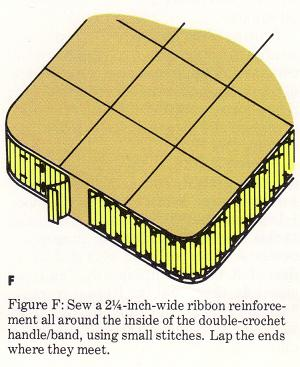 F
Figure F: Sew a 2¼-inch-wide ribbon reinforce-
ment all around the inside of the double-crochet
handle/band, using small stitches. Lap the ends
where they meet.